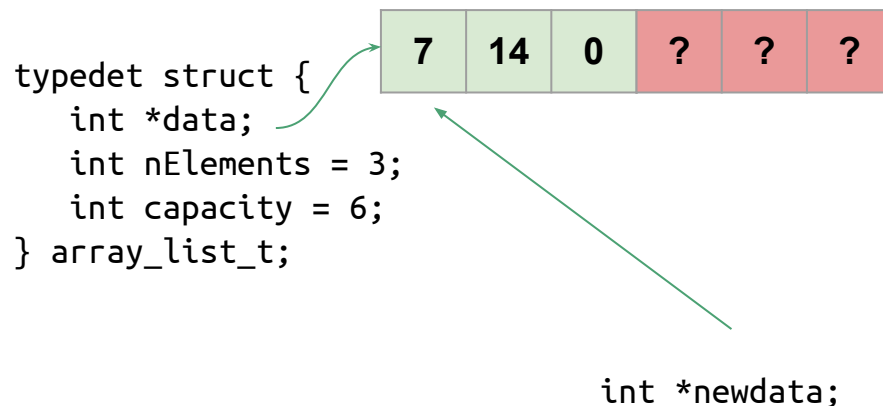 7 14 0 ? ? ?
typedet struct {
int *data;
int nElements = 3;
int capacity = 6;
} array_list_t;
int *newdata;